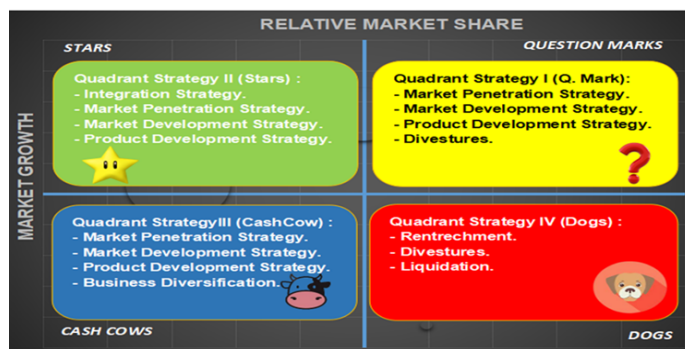 RELATIVE MARKET SHARE
STARS
QUESTION MARKS
MARKET GROWTH
Quadrant Strategy II (Stars) :
- Integration Strategy.
- Market Penetration Strategy.
- Market Development Strategy.
- Product Development Strategy.
Quadrant Strategy I (Q. Mark):
- Market Penetration Strategy.
- Market Development Strategy.
- Product Development Strategy.
- Divestures.
?
Quadrant StrategyIII (CashCow) :
- Market Penetration Strategy.
- Market Development Strategy.
- Product Development Strategy.
- Business Diversification.
Quadrant Strategy IV (Dogs) :
- Rentrechment.
- Divestures.
- Liquidation.
CASH COWS
DOGS